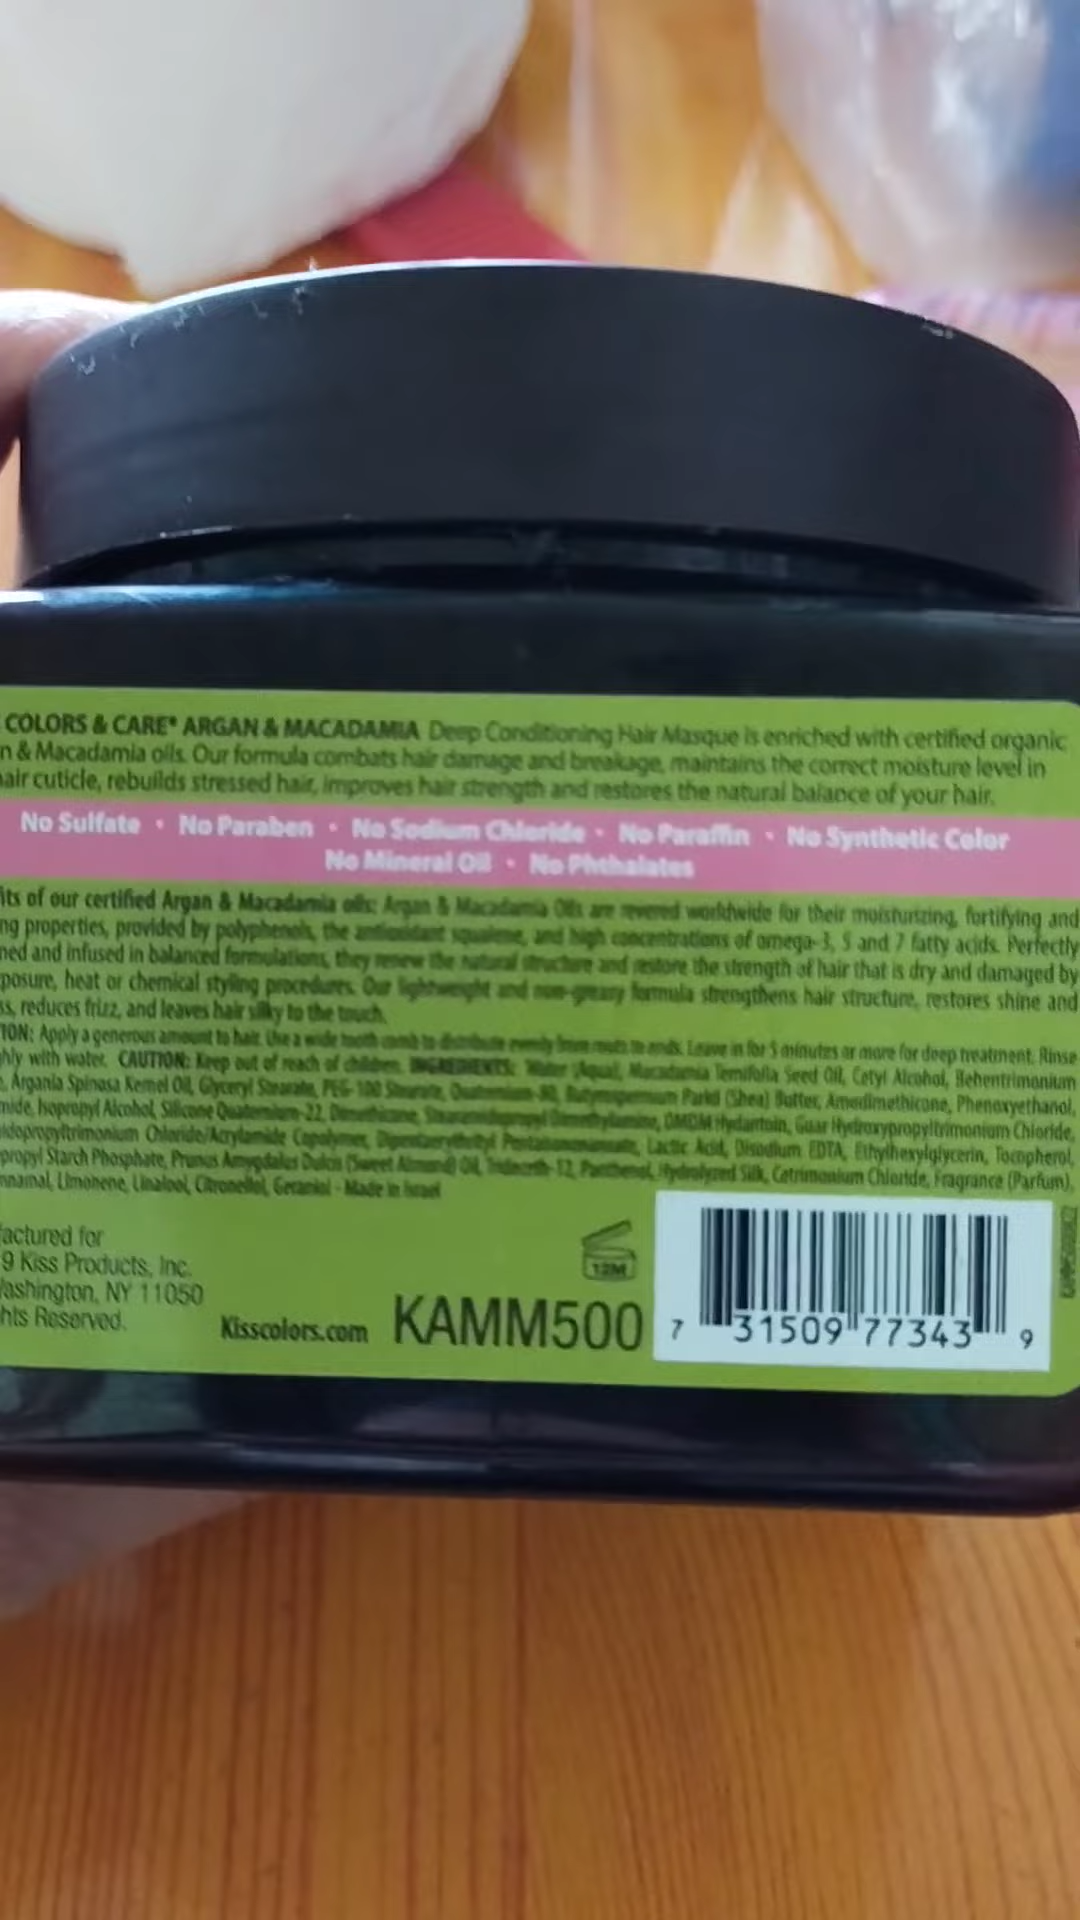 COLORS & CARE® ARGAN & MACADAMIA Deep Conditioning Hair Masque is enriched with certified organic
n & Macadamia oils. Our formula combats hair damage and breakage, maintains the correct moisture level in
air cuticle, rebuilds stressed hair, improves hair strength and restores the natural balance of your hair.
No Sulfate • No Paraben • No Sodium Chloride • No Paraffin • No Synthetic Color
No Mineral Oil • No Phthalates
its of our certified Argan & Macadamia oils: Argan & Macadamia Oils are revered worldwide for their moisturizing, fortifying and
ng properties, provided by polyphenols, the antioxidant squalene, and high concentrations of omega-3, 5 and 7 fatty acids. Perfectly
ned and infused in balanced formulations, they renew the natural structure and restore the strength of hair that is dry and damaged by
posure, heat or chemical styling procedures. Our lightweight and non-greasy formula strengthens hair structure, restores shine and
ss, reduces frizz, and leaves hair silky to the touch.
ION: Apply a generous amount to hair. Use a wide tooth comb to distribute evenly from roots to ends. Leave in for 5 minutes or more for deep treatment. Rinse
hly with water. CAUTION: Keep out of reach of children. INGREDIENTS: Water (Aqua), Macadamia Ternifolia Seed Oil, Cetyl Alcohol, Behentrimonium
, Argania Spinosa Kernel Oil, Glyceryl Stearate, PEG-100 Stearate, Quaternium-80, Butyrospermum Parkii (Shea) Butter, Amodimethicone, Phenoxyethanol,
mide, Isopropyl Alcohol, Silicone Quaternium-22, Dimethicone, Stearamidopropyl Dimethylamine, DMDM Hydantoin, Guar Hydroxypropyltrimonium Chloride,
idopropyltrimonium Chloride/Acrylamide Copolymer, Lactic Acid, Disodium EDTA, Ethylhexylglycerin, Tocopherol,
propyl Starch Phosphate, Prunus Amygdalus Dulcis (Sweet Almond) Oil, Trideceth-12, Panthenol, Hydrolyzed Silk, Cetrimonium Chloride, Fragrance (Parfum),
nnamal, Limonene, Linalool, Citronellol, Geraniol - Made in Israel
factured for
9 Kiss Products, Inc.
Washington, NY 11050
hts Reserved.
Kisscolors.com
12M
KAMM500
7 31509 77343 9